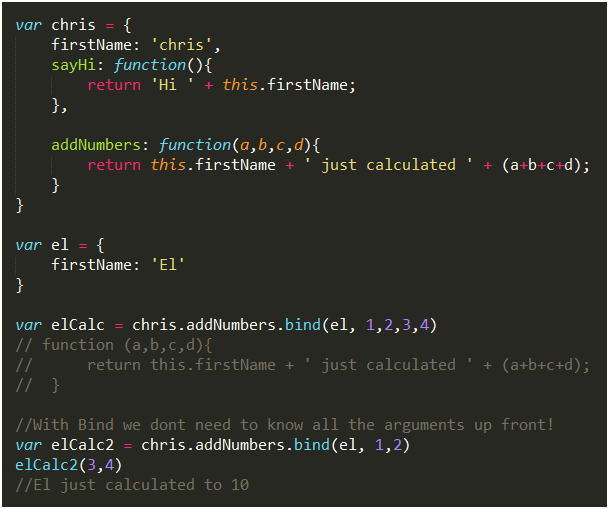 var chris = {
    firstName: 'chris',
    sayHi: function(){
        return 'Hi ' + this.firstName;
    },

    addNumbers: function(a,b,c,d){
        return this.firstName + ' just calculated ' + (a+b+c+d);
    }
}

var el = {
    firstName: 'El'
}

var elCalc = chris.addNumbers.bind(el, 1,2,3,4)
// function (a,b,c,d){
//      return this.firstName + ' just calculated ' + (a+b+c+d);
//  }

//With Bind we dont need to know all the arguments up front!
var elCalc2 = chris.addNumbers.bind(el, 1,2)
elCalc2(3,4)
//El just calculated to 10